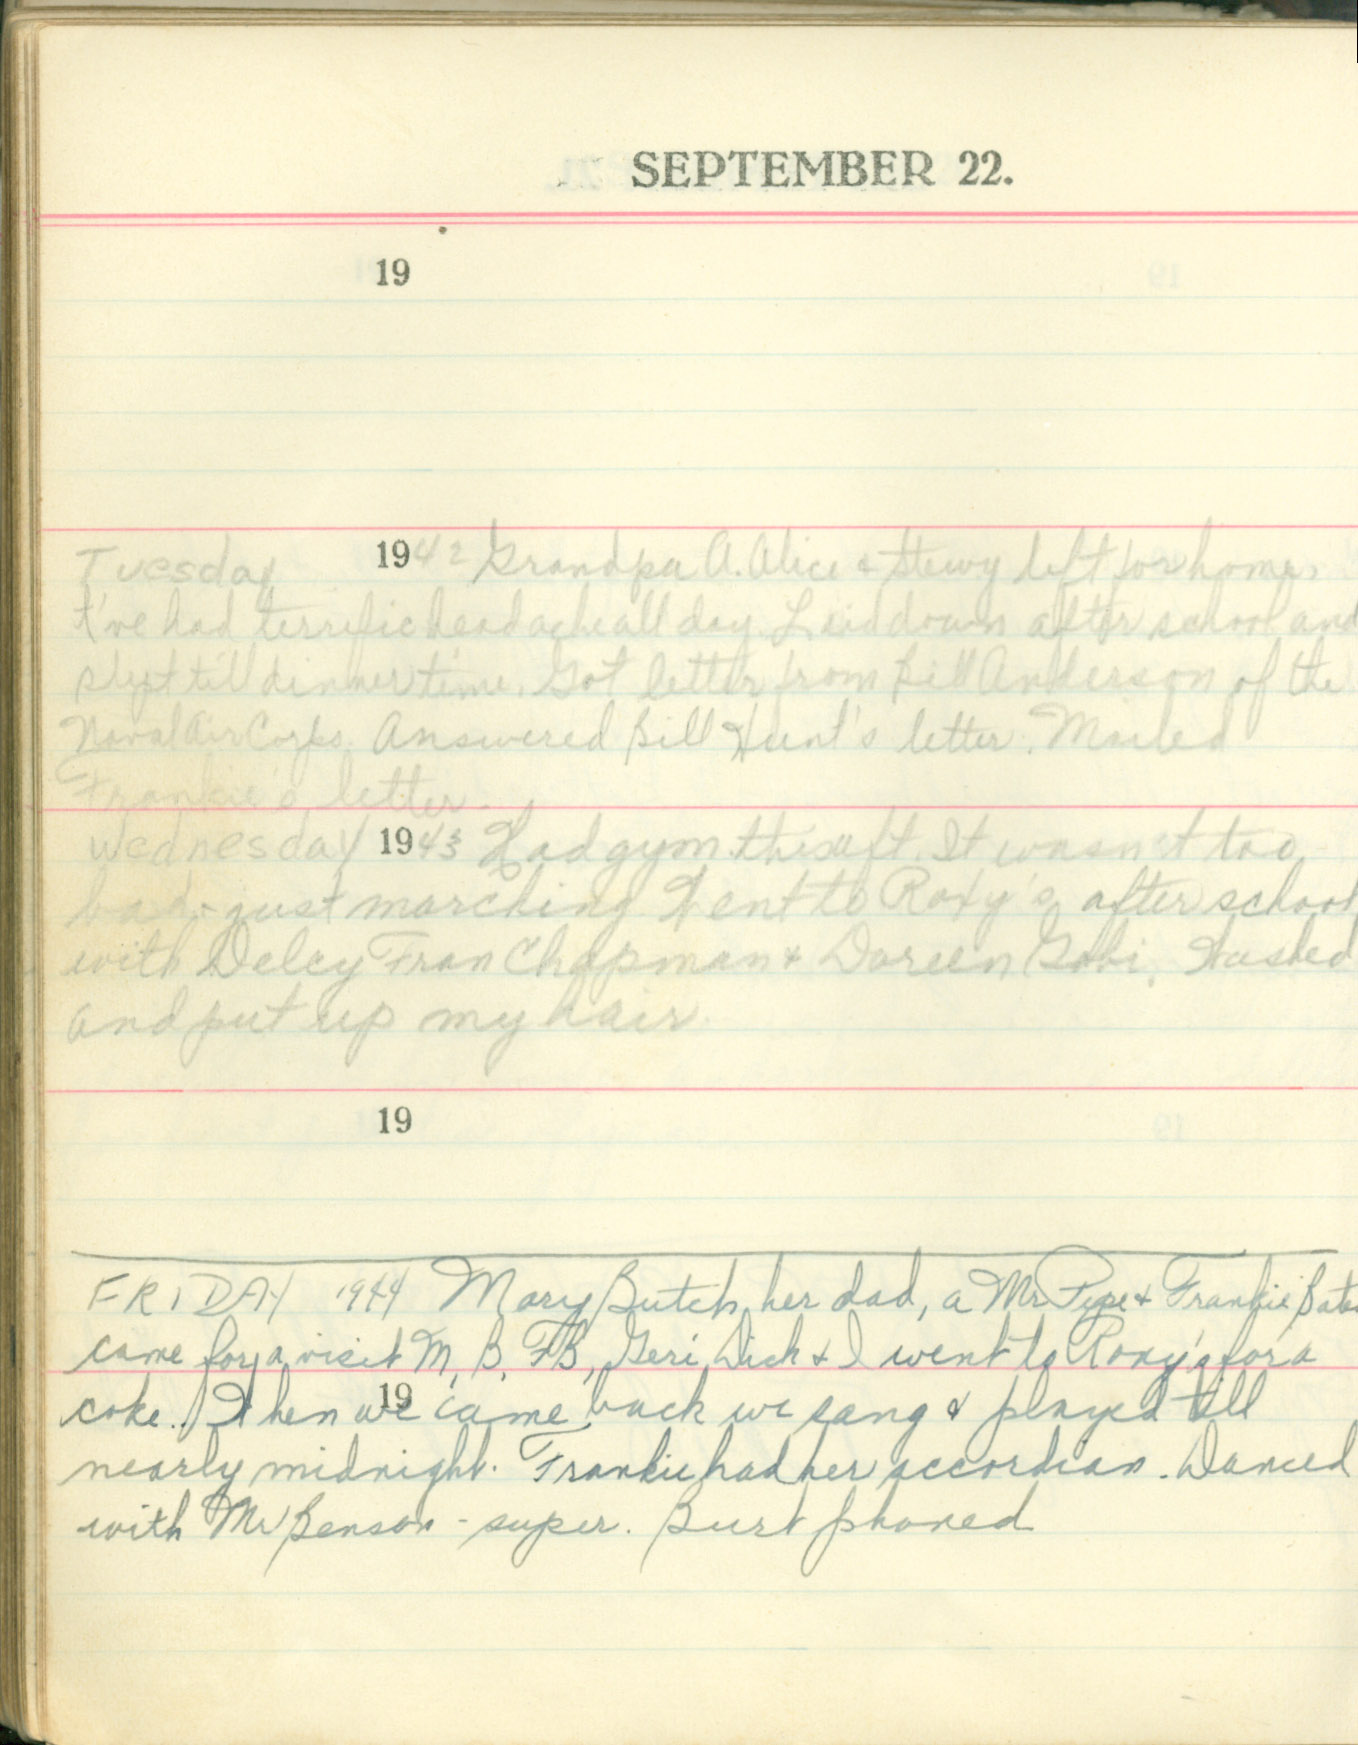 SEPTEMBER 22.
19
Tuesday 1942 Grandpa A. Alice & Stewy left for home.
I've had terrific headache all day. Laid down after school and
slept till dinner time. Got letter from Bill Anderson of the
Naval Air Corps. Answered Bill Hunt's letter. Mailed
Frankie's letter.
Wednesday 1943 Had gym this aft. It wasn't too
bad - just marching. Went to Roxy's after school
with Delcy Fran Chapman & Doreen Gobi. Washed
and put up my hair.
19
FRIDAY 1944 Mary Butch, her dad, a Mr. Pype & Frankie
came for a visit M, B, FB, Geri, Dick & I went to Roxy's for a
coke. When we came back we sang & played till
19
nearly midnight. Frankie had her accordian. Danced
with Mr Benson - super. Burt phoned